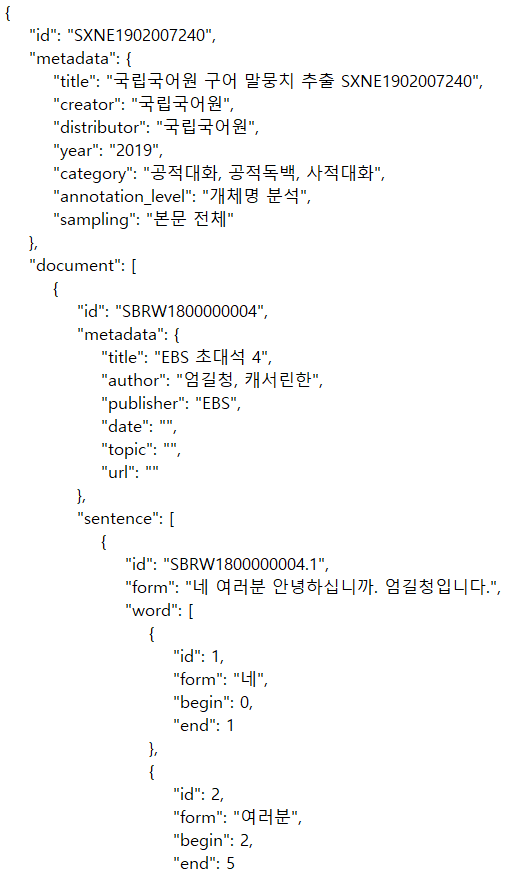 {
"id": "SXNE1902007240",
"metadata": {
"title": "국립국어원 구어 말뭉치 추출 SXNE1902007240",
"creator": "국립국어원",
"distributor": "국립국어원",
"year": "2019",
"category": "공적대화, 공적독백, 사적대화",
"annotation_level": "개체명 분석",
"sampling": "본문 전체"
},
"document": [
{
"id": "SBRW1800000004",
"metadata": {
"title": "EBS 초대석 4",
"author": "엄길청, 캐서린한",
"publisher": "EBS",
"date": "",
"topic": "",
"url": ""
},
"sentence": [
{
"id": "SBRW1800000004.1",
"form": "네 여러분 안녕하십니까. 엄길청입니다.",
"word": [
{
"id": 1,
"form": "네",
"begin": 0,
"end": 1
},
{
"id": 2,
"form": "여러분",
"begin": 2,
"end": 5